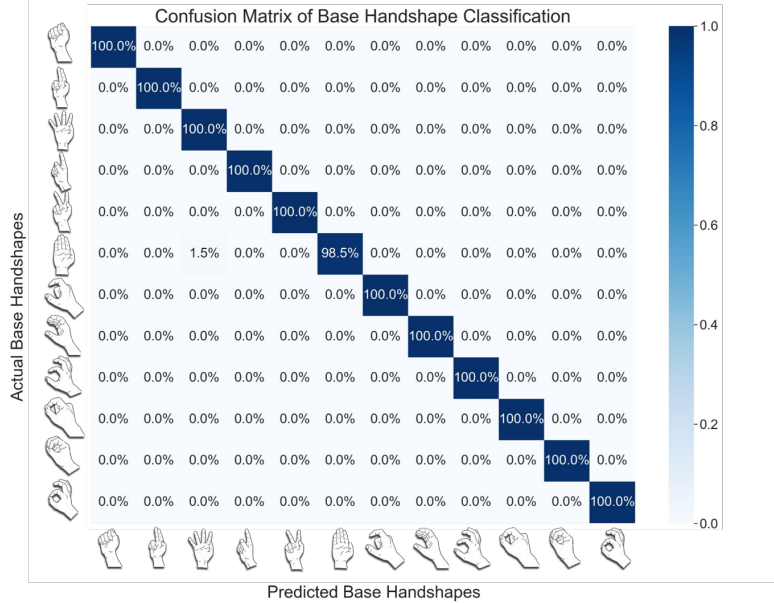 Confusion Matrix of Base Handshape Classification
100.0% 0.0% 0.0% 0.0% 0.0% 0.0% 0.0% 0.0% 0.0% 0.0% 0.0% 0.0%
0.0% 100.0% 0.0% 0.0% 0.0% 0.0% 0.0% 0.0% 0.0% 0.0% 0.0% 0.0%
0.0% 0.0% 100.0% 0.0% 0.0% 0.0% 0.0% 0.0% 0.0% 0.0% 0.0% 0.0%
0.0% 0.0% 0.0% 100.0% 0.0% 0.0% 0.0% 0.0% 0.0% 0.0% 0.0% 0.0%
0.0% 0.0% 0.0% 0.0% 100.0% 0.0% 0.0% 0.0% 0.0% 0.0% 0.0% 0.0%
0.0% 0.0% 1.5% 0.0% 0.0% 98.5% 0.0% 0.0% 0.0% 0.0% 0.0% 0.0%
0.0% 0.0% 0.0% 0.0% 0.0% 0.0% 100.0% 0.0% 0.0% 0.0% 0.0% 0.0%
0.0% 0.0% 0.0% 0.0% 0.0% 0.0% 0.0% 100.0% 0.0% 0.0% 0.0% 0.0%
0.0% 0.0% 0.0% 0.0% 0.0% 0.0% 0.0% 0.0% 100.0% 0.0% 0.0% 0.0%
0.0% 0.0% 0.0% 0.0% 0.0% 0.0% 0.0% 0.0% 0.0% 100.0% 0.0% 0.0%
0.0% 0.0% 0.0% 0.0% 0.0% 0.0% 0.0% 0.0% 0.0% 0.0% 100.0% 0.0%
0.0% 0.0% 0.0% 0.0% 0.0% 0.0% 0.0% 0.0% 0.0% 0.0% 0.0% 100.0%
Actual Base Handshapes
Predicted Base Handshapes
1.0
0.8
0.6
0.4
0.2
0.0